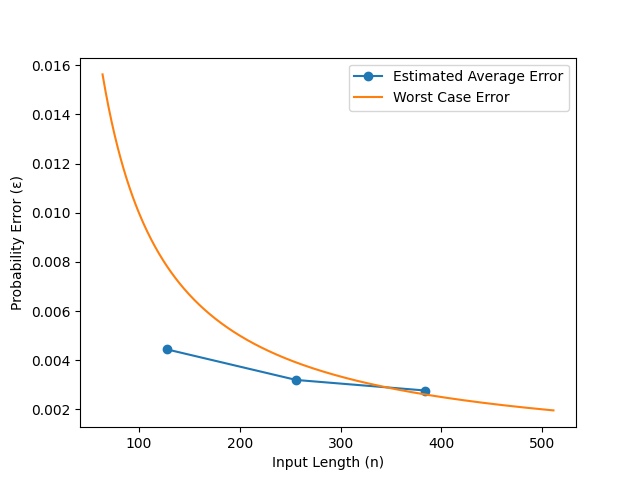 0.016
0.014
0.012
0.010
0.008
0.006
0.004
0.002
Probability Error (ε)
Estimated Average Error
Worst Case Error
100 200 300 400 500
Input Length (n)